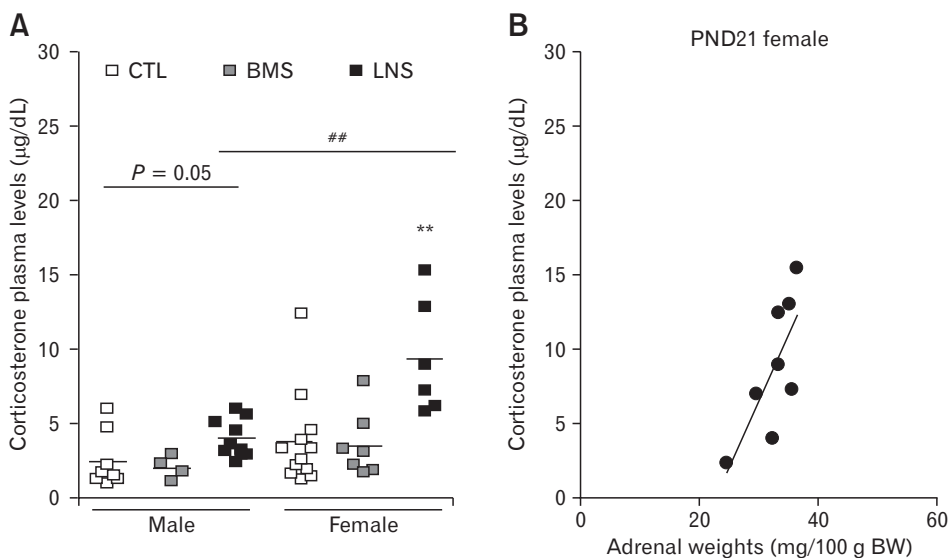 A
Corticosterone plasma levels (µg/dL)
30
25
20
15
10
5
0
CTL BMS LNS
##
P = 0.05
**
Male Female
B
PND21 female
Corticosterone plasma levels (µg/dL)
30
25
20
15
10
5
0
0 20 40 60
Adrenal weights (mg/100 g BW)